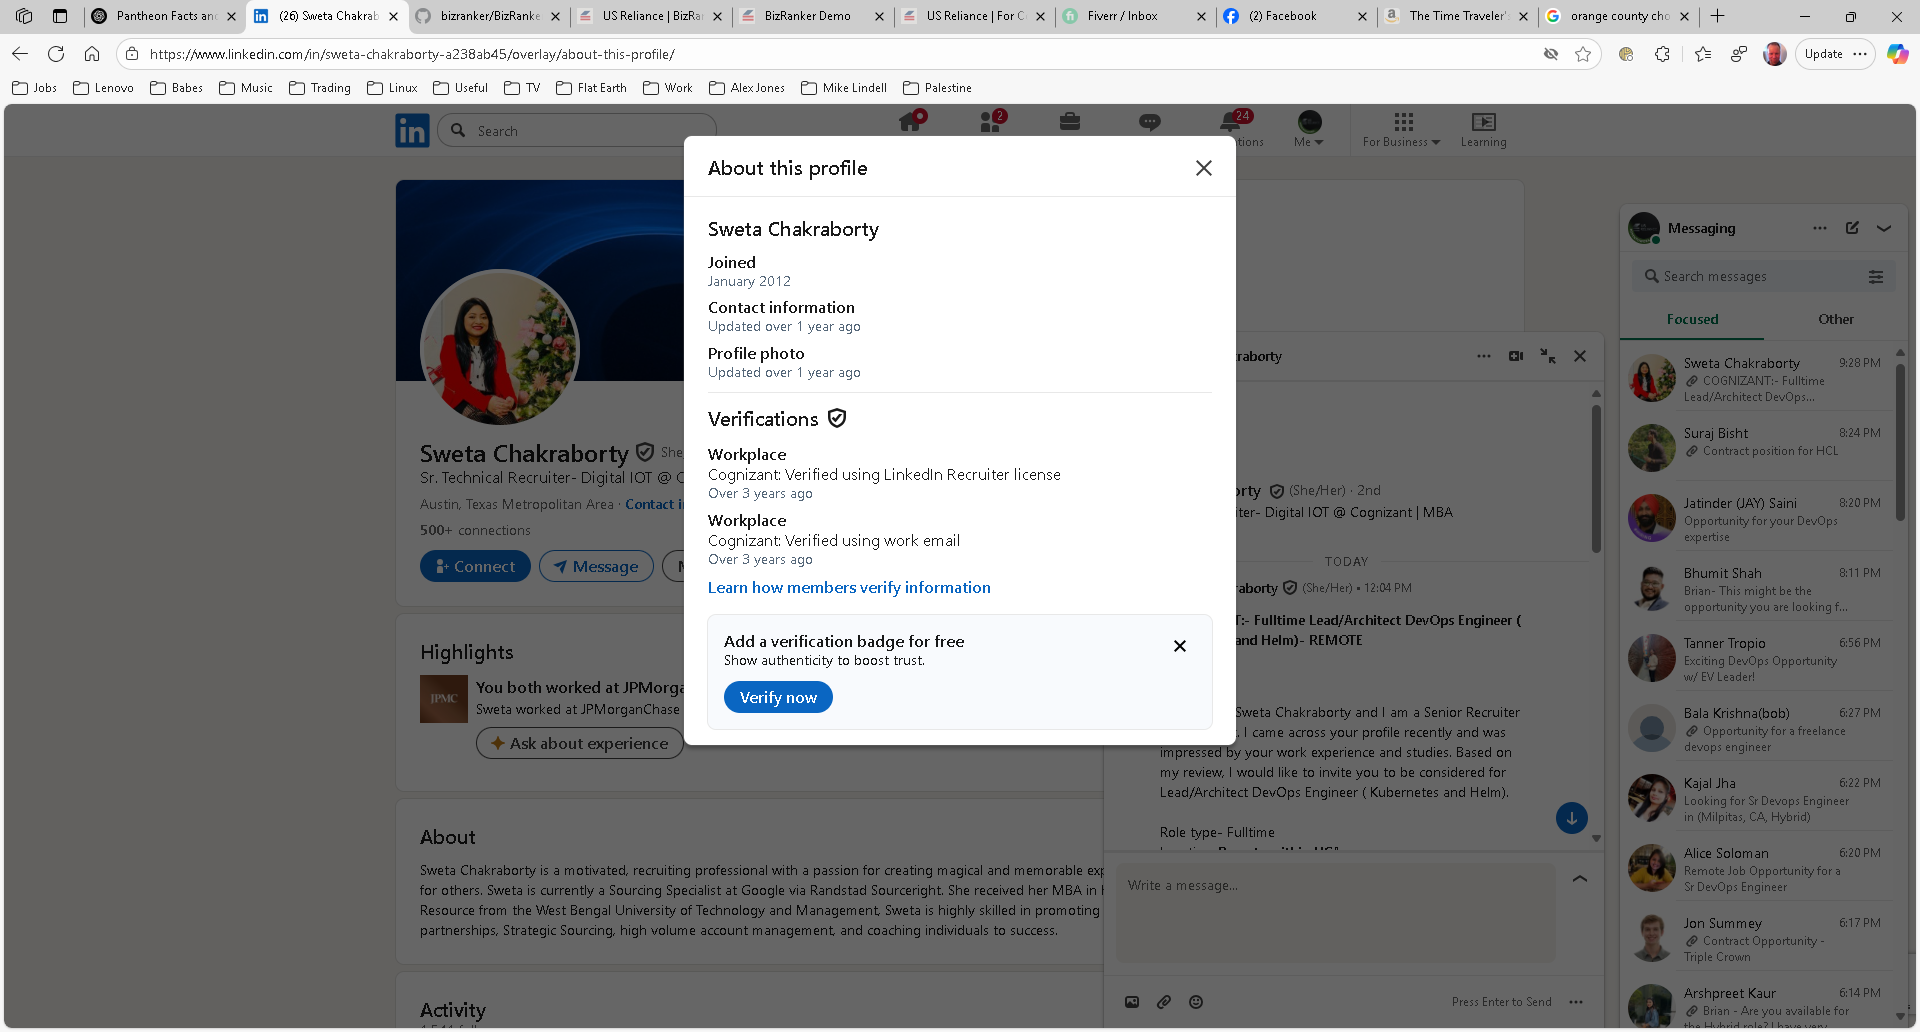 Pantheon Facts and
(26) Sweta Chakrab
bizranker/BizRanke
US Reliance | BizRa
BizRanker Demo
US Reliance | For C
Fiverr / Inbox
(2) Facebook
The Time Traveler'
orange county cho
https://www.linkedin.com/in/sweta-chakraborty-a238ab45/overlay/about-this-profile/
Update
Jobs
Lenovo
Babes
Music
Trading
Linux
Useful
TV
Flat Earth
Work
Alex Jones
Mike Lindell
Palestine
in
Search
2
24
tions
Me
For Business
Learning
About this profile
Sweta Chakraborty
Joined
January 2012
Contact information
Updated over 1 year ago
Profile photo
Updated over 1 year ago
Verifications
Workplace
Cognizant: Verified using LinkedIn Recruiter license
Over 3 years ago
Workplace
Cognizant: Verified using work email
Over 3 years ago
Learn how members verify information
Add a verification badge for free
Show authenticity to boost trust.
Verify now
Sweta Chakraborty She
Sr. Technical Recruiter- Digital IOT @ C
Austin, Texas Metropolitan Area · Contact i
500+ connections
Connect
Message
Highlights
JPMC
You both worked at JPMorga
Sweta worked at JPMorganChase
Ask about experience
About
Sweta Chakraborty is a motivated, recruiting professional with a passion for creating magical and memorable exp
for others. Sweta is currently a Sourcing Specialist at Google via Randstad Sourceright. She received her MBA in H
Resource from the West Bengal University of Technology and Management, Sweta is highly skilled in promoting
partnerships, Strategic Sourcing, high volume account management, and coaching individuals to success.
Activity
raborty
rty (She/Her) · 2nd
iter- Digital IOT @ Cognizant | MBA
TODAY
aborty (She/Her) • 12:04 PM
T:- Fulltime Lead/Architect DevOps Engineer (
and Helm)- REMOTE
Sweta Chakraborty and I am a Senior Recruiter
. I came across your profile recently and was
impressed by your work experience and studies. Based on
my review, I would like to invite you to be considered for
Lead/Architect DevOps Engineer ( Kubernetes and Helm).
Role type- Fulltime
Write a message...
Press Enter to Send
Messaging
Search messages
Focused
Other
Sweta Chakraborty 9:28 PM
COGNIZANT:- Fulltime
Lead/Architect DevOps...
Suraj Bisht 8:24 PM
Contract position for HCL
Jatinder (JAY) Saini 8:20 PM
Opportunity for your DevOps
expertise
Bhumit Shah 8:11 PM
Brian- This might be the
opportunity you are looking f...
Tanner Tropio 6:56 PM
Exciting DevOps Opportunity
w/ EV Leader!
Bala Krishna(bob) 6:27 PM
Opportunity for a freelance
devops engineer
Kajal Jha 6:22 PM
Looking for Sr Devops Engineer
in (Milpitas, CA, Hybrid)
Alice Soloman 6:20 PM
Remote Job Opportunity for a
Sr DevOps Engineer
Jon Summey 6:17 PM
Contract Opportunity -
Triple Crown
Arshpreet Kaur 6:14 PM
Brian - Are you available for
the Hybrid role? I have very